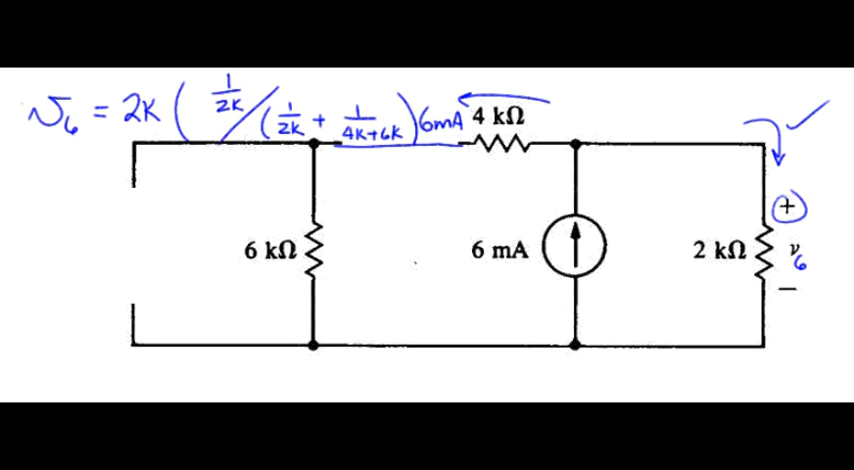 v₆ = 2K ( 1/2K / ( 1/2K + 1/4K+6K ) 6mA
4 kΩ
6 kΩ
6 mA
2 kΩ
+
v₆
−